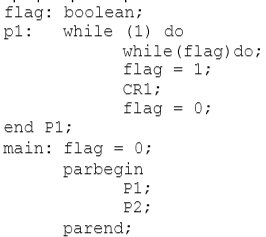 flag: boolean;
p1: while (1) do
while(flag)do;
flag = 1;
CR1;
flag = 0;
end P1;
main: flag = 0;
parbegin
P1;
P2;
parend;